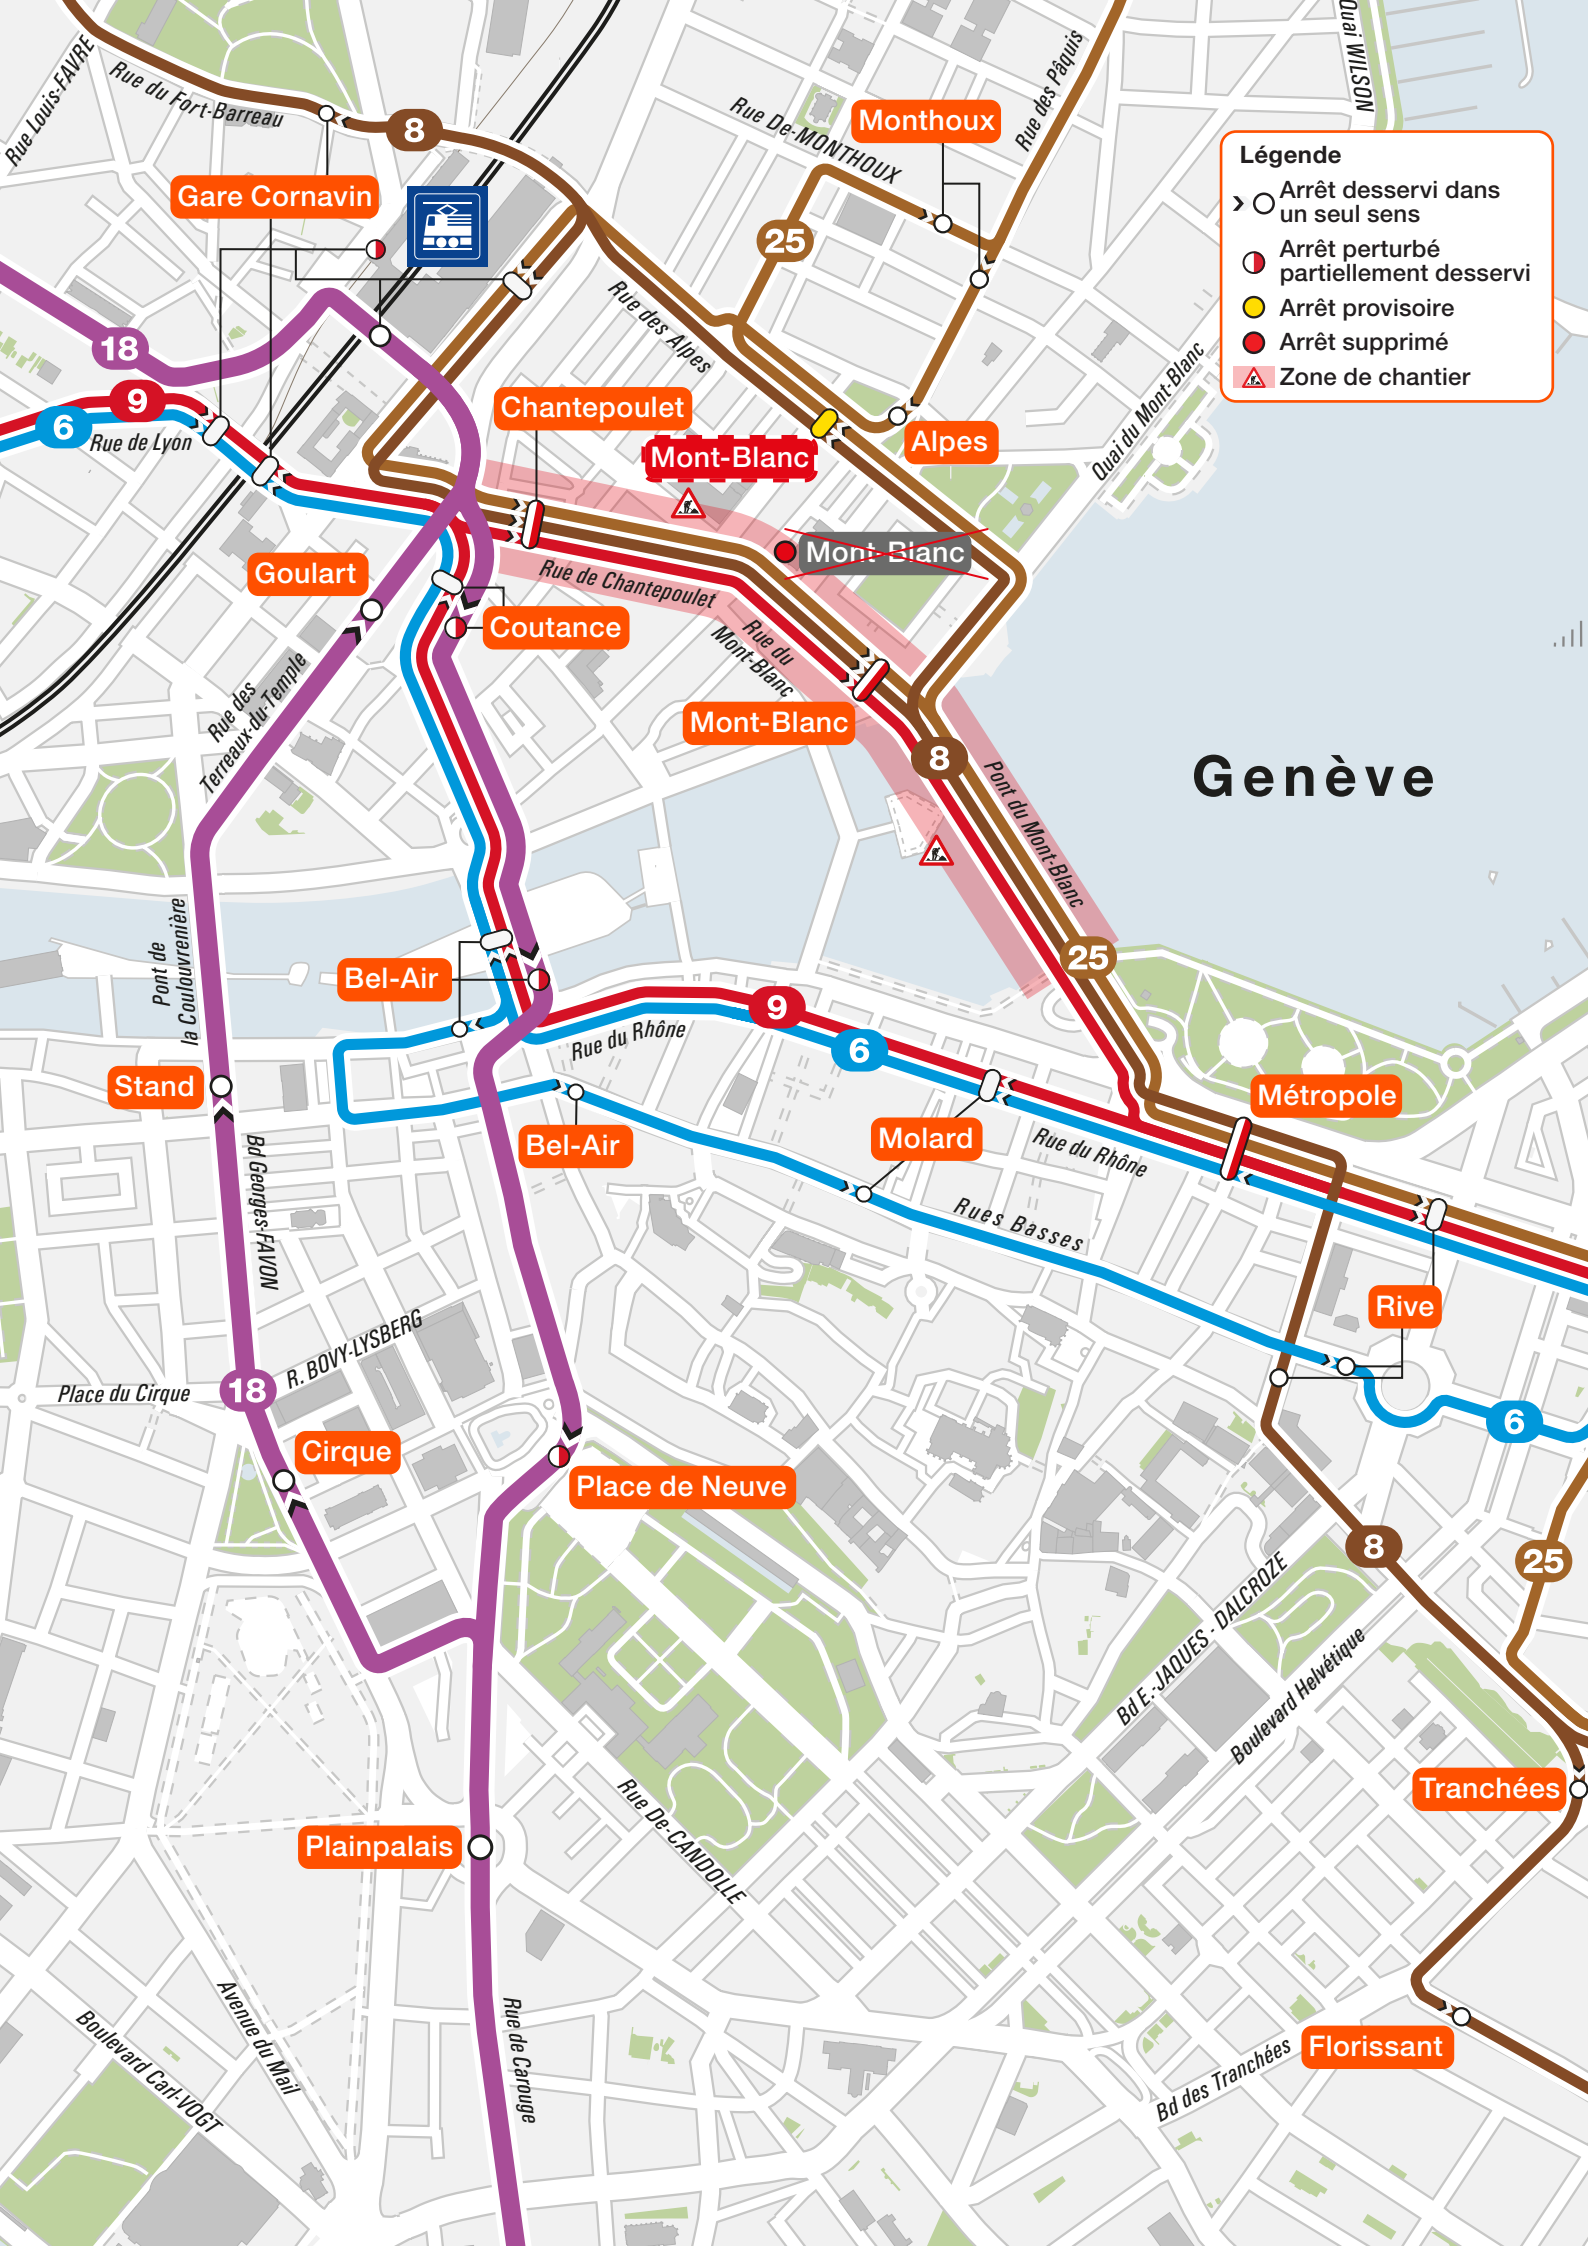 Quai WILSON
Rue Louis-FAVRE
Rue du Fort-Barreau
8
Rue De-MONTHOUX
Monthoux
Rue des Pâquis
Légende
Arrêt desservi dans
un seul sens
Arrêt perturbé
partiellement desservi
Arrêt provisoire
Arrêt supprimé
Zone de chantier
Gare Cornavin
25
Rue des Alpes
18
9
6
Rue de Lyon
Chantepoulet
Mont-Blanc
Alpes
Quai du Mont-Blanc
Mont-Blanc
Goulart
Rue de Chantepoulet
Coutance
Rue du
Mont-Blanc
Rue des
Terreaux-du-Temple
Mont-Blanc
8
Pont du Mont-Blanc
Genève
Pont de
la Coulouvrenière
Bel-Air
25
9
Rue du Rhône
6
Stand
Métropole
Bel-Air
Molard
Rue du Rhône
Bd Georges-FAVON
Rues Basses
Rive
R. BOVY-LYSBERG
18
Place du Cirque
6
Cirque
Place de Neuve
8
25
Bd E.-JAQUES - DALCROZE
Boulevard Helvétique
Tranchées
Plainpalais
Rue De-CANDOLLE
Avenue du Mail
Boulevard Carl-VOGT
Rue de Carouge
Florissant
Bd des Tranchées